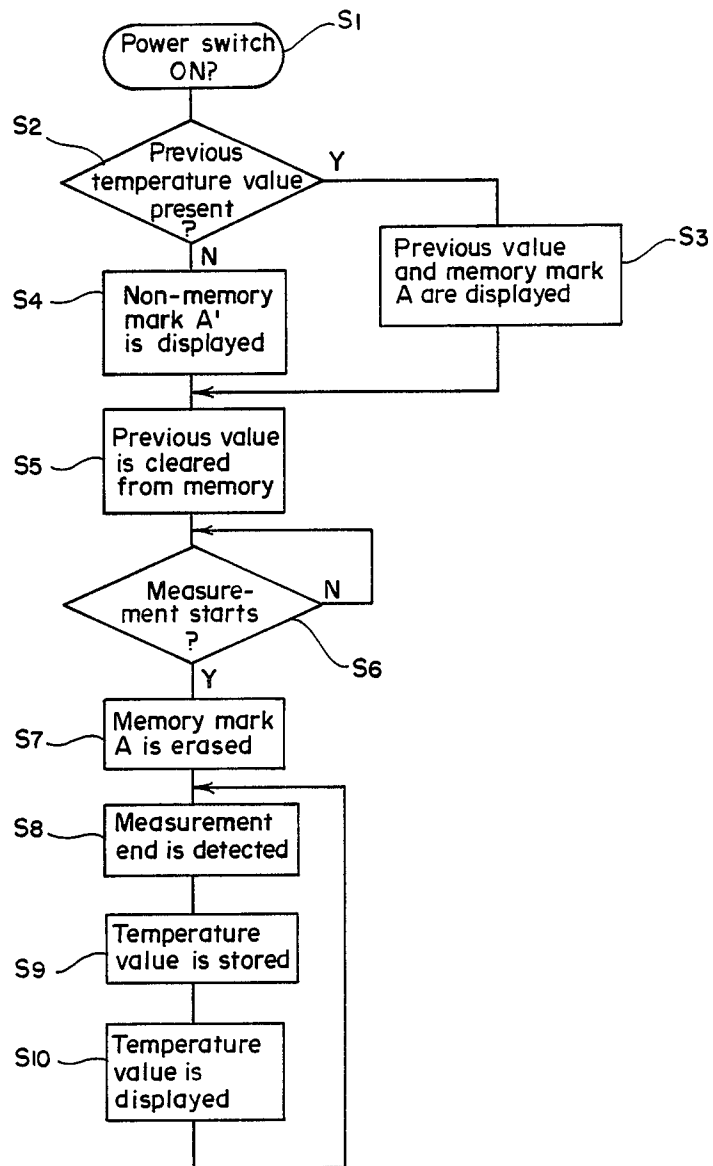 S1
Power switch
ON?
S2
Previous
temperature value
present
?
Y
N
S3
Previous value
and memory mark
A are displayed
S4
Non-memory
mark A'
is displayed
S5
Previous value
is cleared
from memory
Measure-
ment starts
?
N
S6
Y
S7
Memory mark
A is erased
S8
Measurement
end is detected
S9
Temperature
value is stored
S10
Temperature
value is
displayed